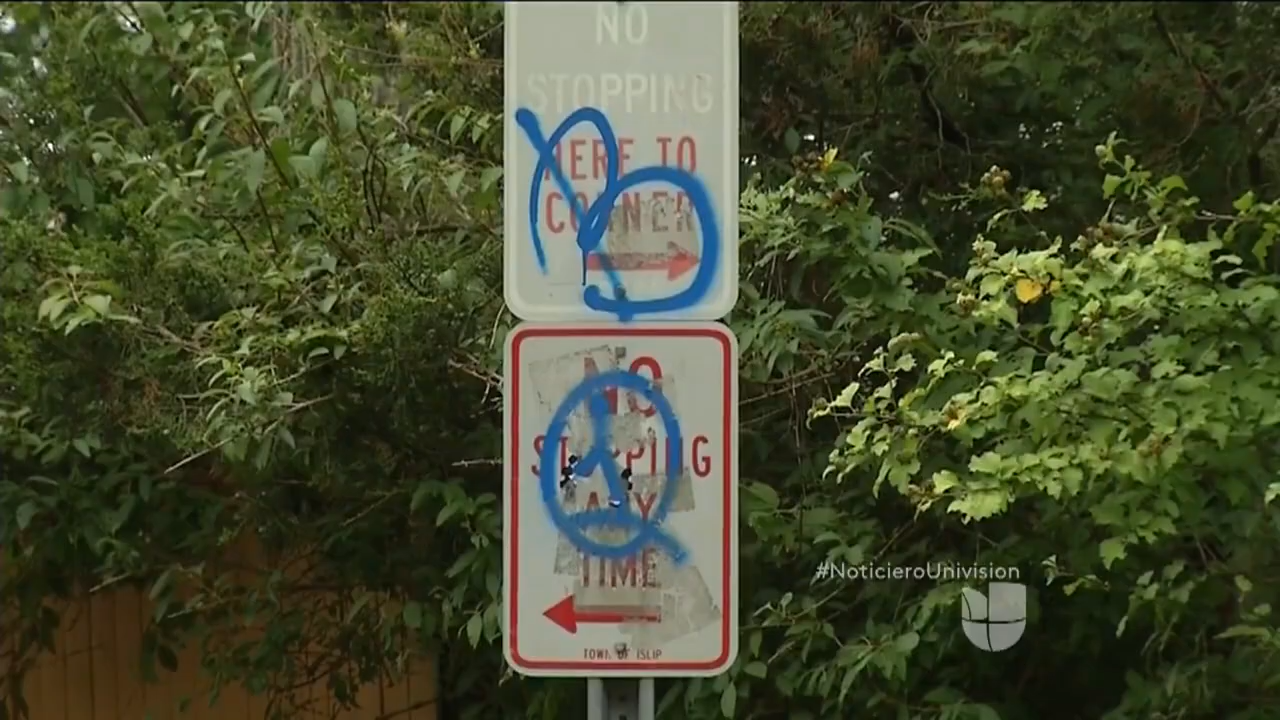 NO
STOPPING
HERE TO
CORNER
NO
STOPPING
ANY
TIME
TOWN OF ISLIP
#NoticieroUnivision